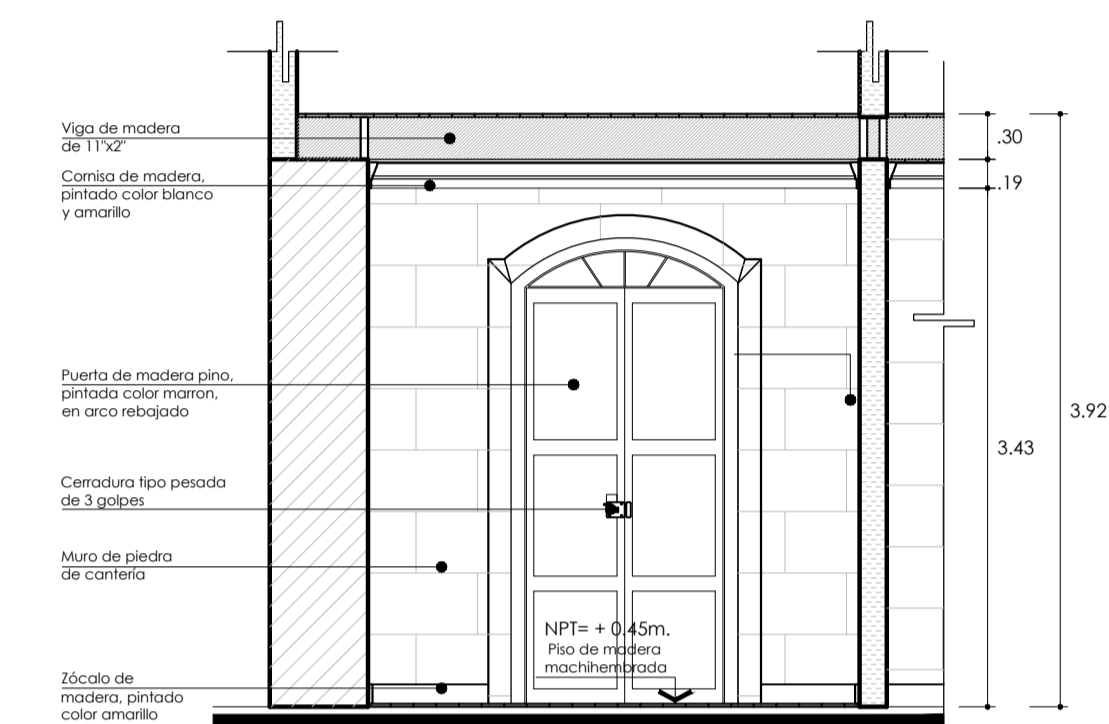 Viga de madera
de 11"x2"
Cornisa de madera,
pintado color blanco
y amarillo
Puerta de madera pino,
pintada color marron,
en arco rebajado
Cerradura tipo pesada
de 3 golpes
Muro de piedra
de cantería
Zócalo de
madera, pintado
color amarillo
NPT= + 0.45m.
Piso de madera
machihembrada
.30
.19
3.43
3.92